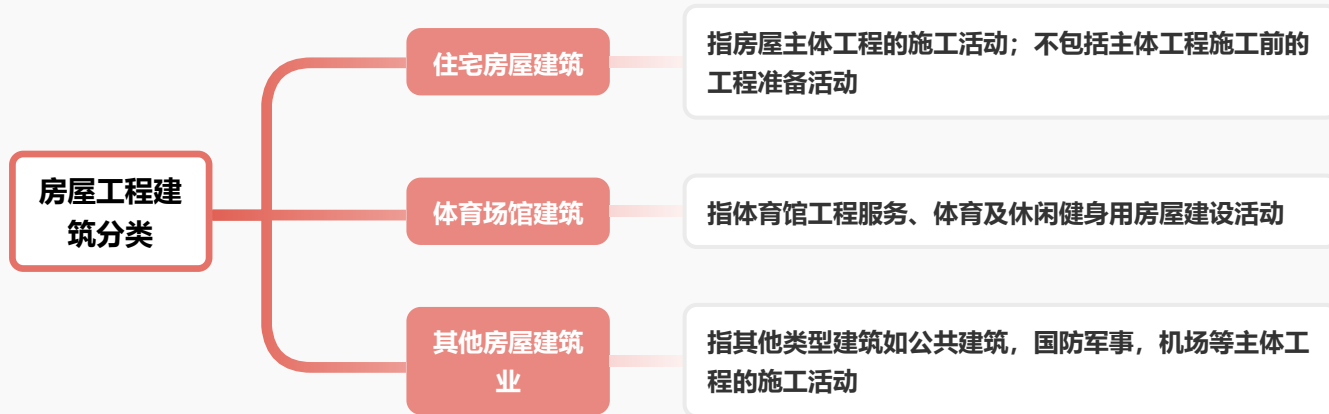 房屋工程建
筑分类
住宅房屋建筑
指房屋主体工程的施工活动；不包括主体工程施工前的
工程准备活动
体育场馆建筑
指体育馆工程服务、体育及休闲健身用房屋建设活动
其他房屋建筑
业
指其他类型建筑如公共建筑，国防军事，机场等主体工
程的施工活动